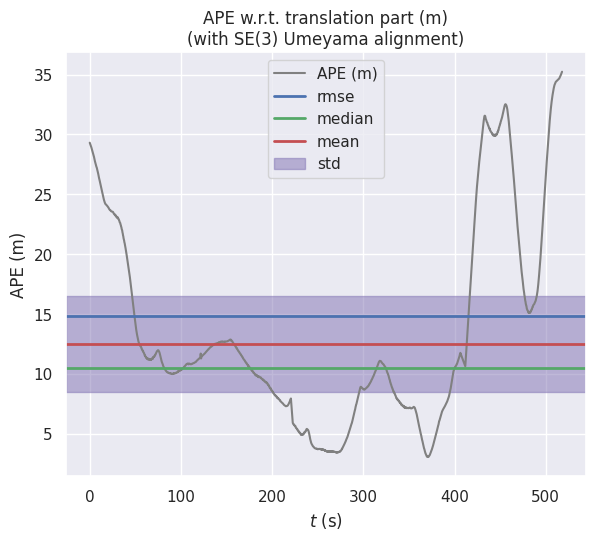 APE w.r.t. translation part (m)
(with SE(3) Umeyama alignment)
APE (m)
rmse
median
mean
std
APE (m)
35
30
25
20
15
10
5
0
100
200
300
400
500
t (s)